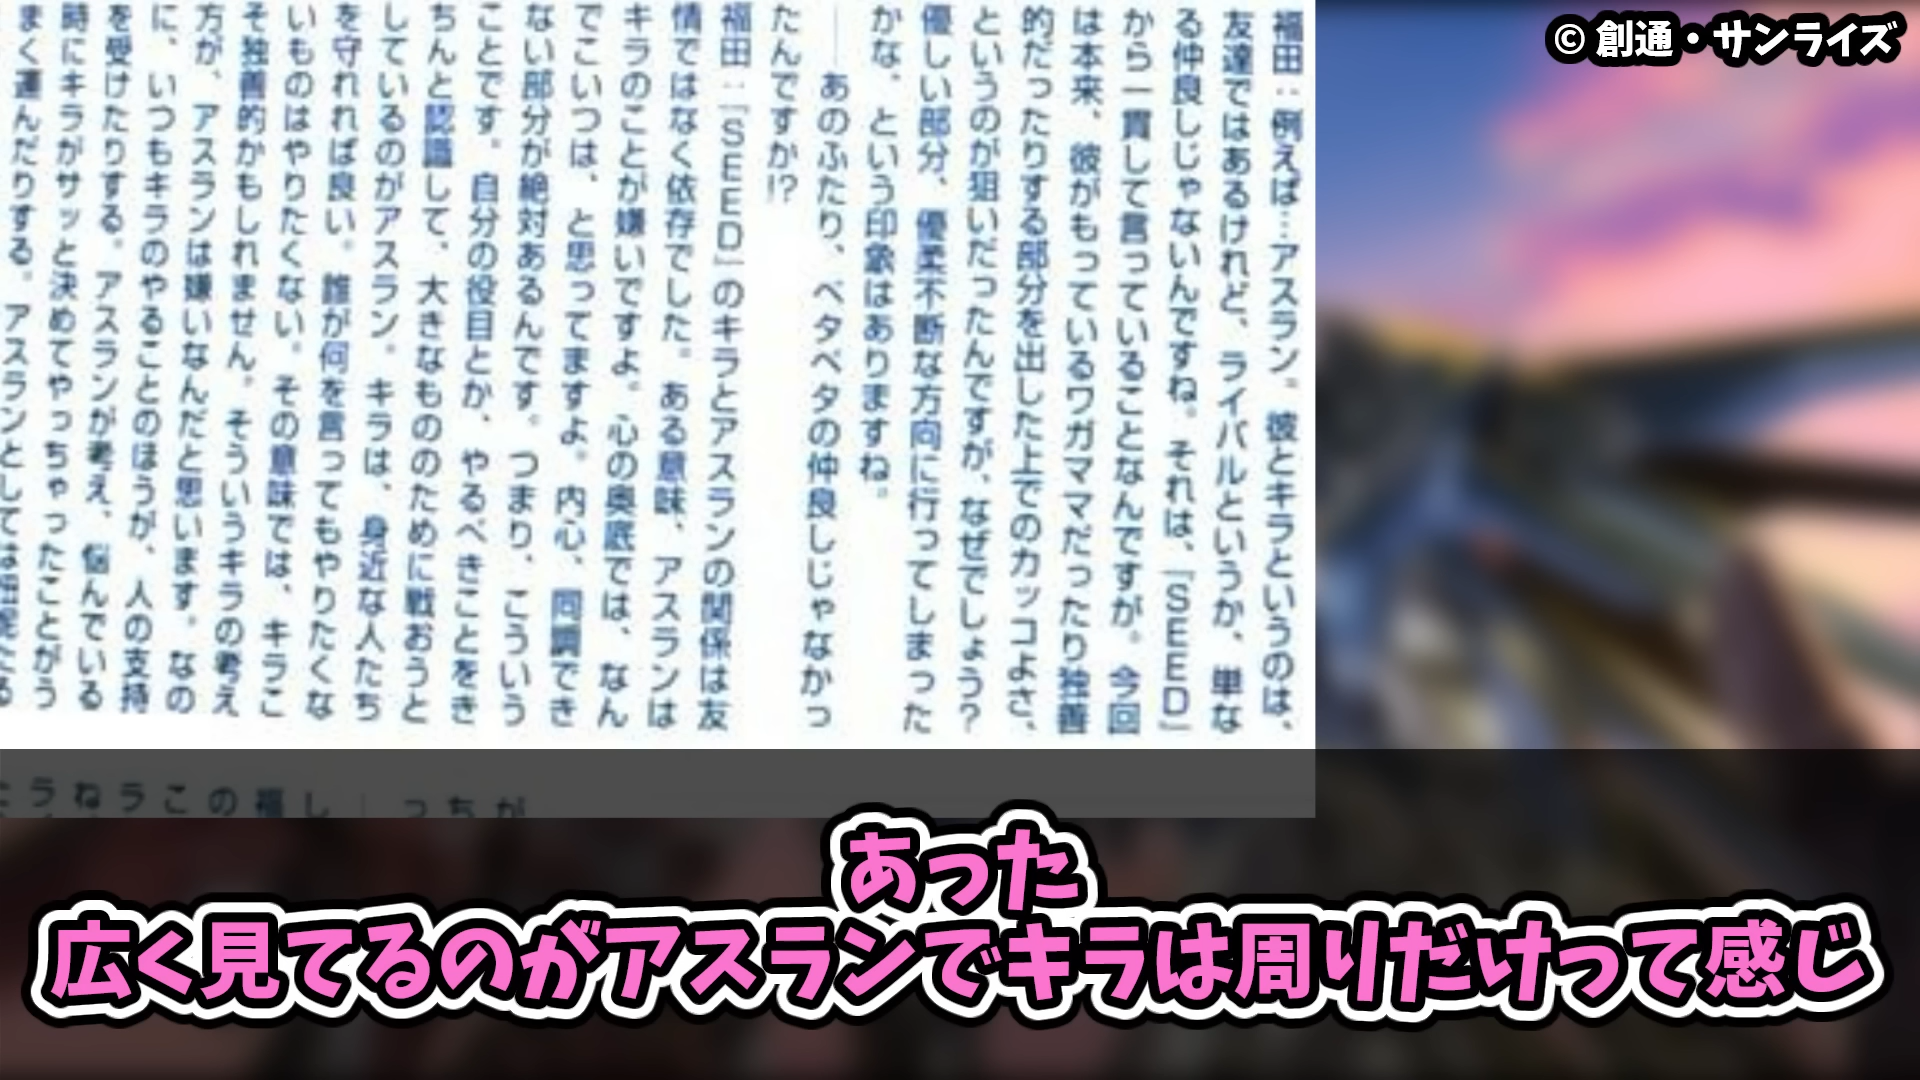 © 創通・サンライズ
福田：例えば…アスラン。彼とキラというのは、
友達ではあるけれど、ライバルというか、単な
る仲良しじゃないんですね。それは、「SEED」
から一貫して言っていることなんですが。今回
は本来、彼がもっているワガママだったり独善
的だったりする部分を出した上でのカッコよさ、
というのが狙いだったんですが、なぜでしょう?
優しい部分、優柔不断な方向に行ってしまった
かな、という印象はありますね。
――あのふたり、ベタベタの仲良しじゃなかっ
たんですか!?
福田：「SEED」のキラとアスランの関係は友
情ではなく依存でした。ある意味、アスランは
キラのことが嫌いですよ。心の奥底では、なん
でこいつは、と思ってますよ。内心、同調でき
ない部分が絶対あるんです。つまり、こういう
ことです。自分の役目とか、やるべきことをき
ちんと認識して、大きなもののために戦おうと
しているのがアスラン。キラは、身近な人たち
を守れれば良い。誰が何を言ってもやりたくな
いものはやりたくない。その意味では、キラこ
そ独善的かもしれません。そういうキラの考え
方が、アスランは嫌いなんだと思います。なの
に、いつもキラのやることのほうが、人の支持
を受けたりする。アスランが考え、悩んでいる
時にキラがサッと決めてやっちゃったことがう
まく運んだりする。アスランとしては
あった
広く見てるのがアスランでキラは周りだけって感じ